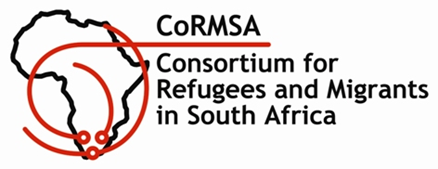 CoRMSA
Consortium for
Refugees and Migrants
in South Africa